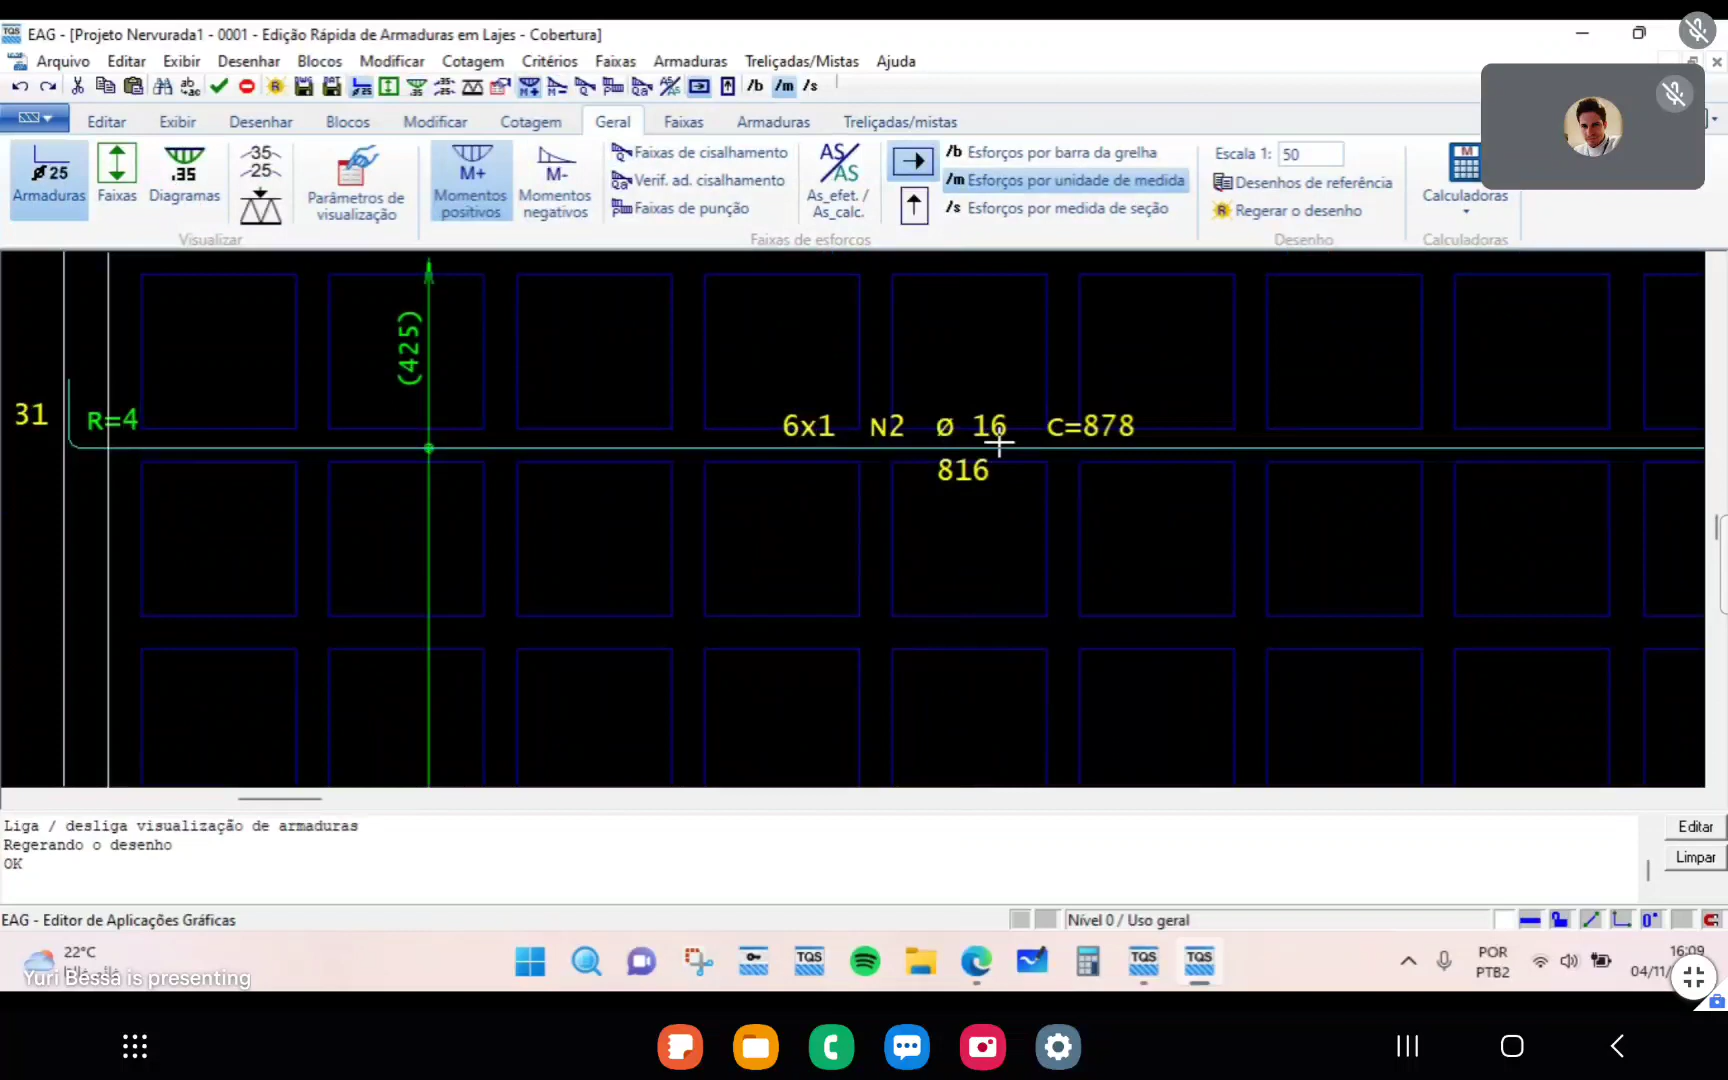 EAG - [Projeto Nervurada1 - 0001 - Edição Rápida de Armaduras em Lajes - Cobertura]
Arquivo Editar Exibir Desenhar Blocos Modificar Cotagem Critérios Faixas Armaduras Treliçadas/Mistas Ajuda
/b /m /s
Editar Exibir Desenhar Blocos Modificar Cotagem Geral Faixas Armaduras Treliçadas/mistas
ø 25
Armaduras
Faixas
.35
Diagramas
-35-
-25-
Parâmetros de
visualização
Visualizar
M+
Momentos
positivos
M-
Momentos
negativos
Faixas de cisalhamento
Verif. ad. cisalhamento
Faixas de punção
AS/AS
As_efet. /
As_calc.
/b Esforços por barra da grelha
/m Esforços por unidade de medida
/s Esforços por medida de seção
Faixas de esforcos
Escala 1: 50
Desenhos de referência
Regerar o desenho
Desenho
M
Calculadoras
Calculadoras
(425)
31
R=4
6x1 N2 Ø 16 C=878
816
Liga / desliga visualização de armaduras
Regerando o desenho
OK
Editar
Limpar
EAG - Editor de Aplicações Gráficas
Nível 0 / Uso geral
22°C
Yuri Bessa is presenting
TQS
TQS
TQS
POR
PTB2
16:09
04/11/